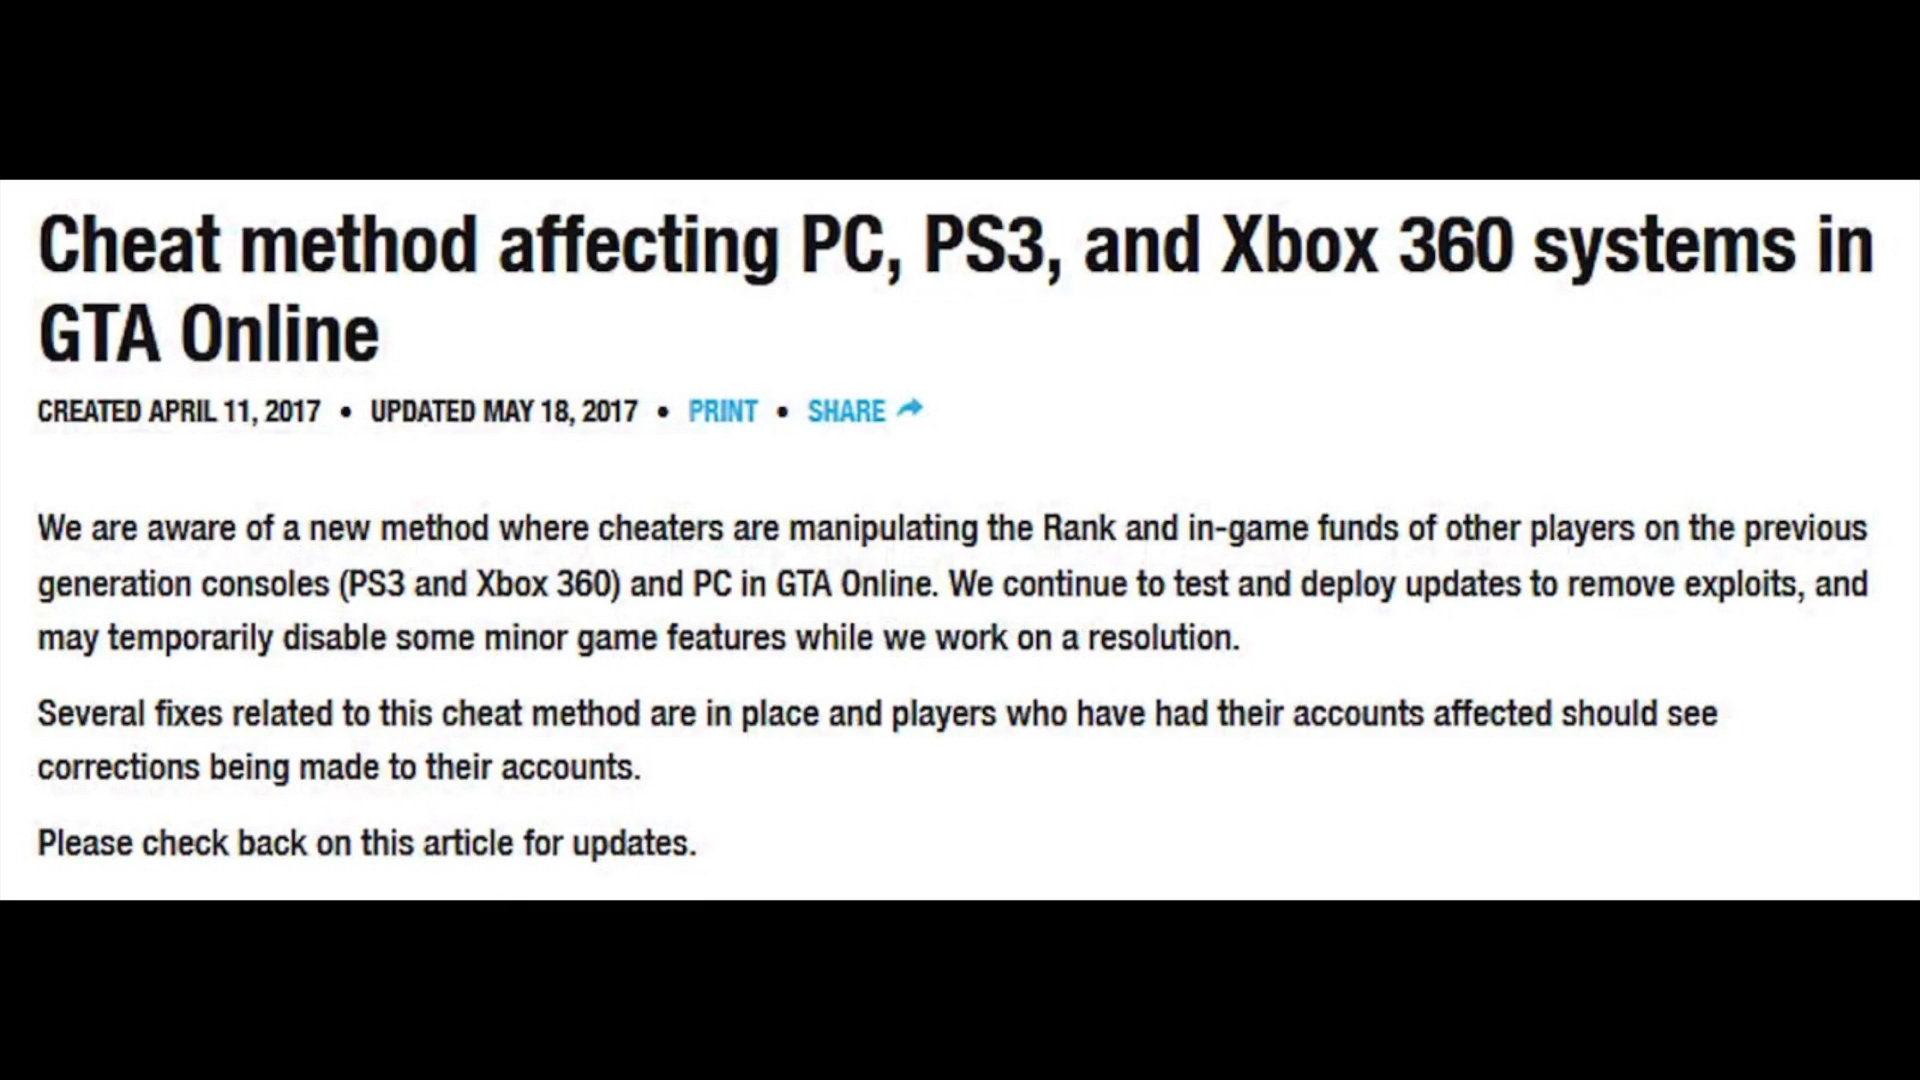 Cheat method affecting PC, PS3, and Xbox 360 systems in
GTA Online
CREATED APRIL 11, 2017 • UPDATED MAY 18, 2017 • PRINT • SHARE
We are aware of a new method where cheaters are manipulating the Rank and in-game funds of other players on the previous
generation consoles (PS3 and Xbox 360) and PC in GTA Online. We continue to test and deploy updates to remove exploits, and
may temporarily disable some minor game features while we work on a resolution.
Several fixes related to this cheat method are in place and players who have had their accounts affected should see
corrections being made to their accounts.
Please check back on this article for updates.